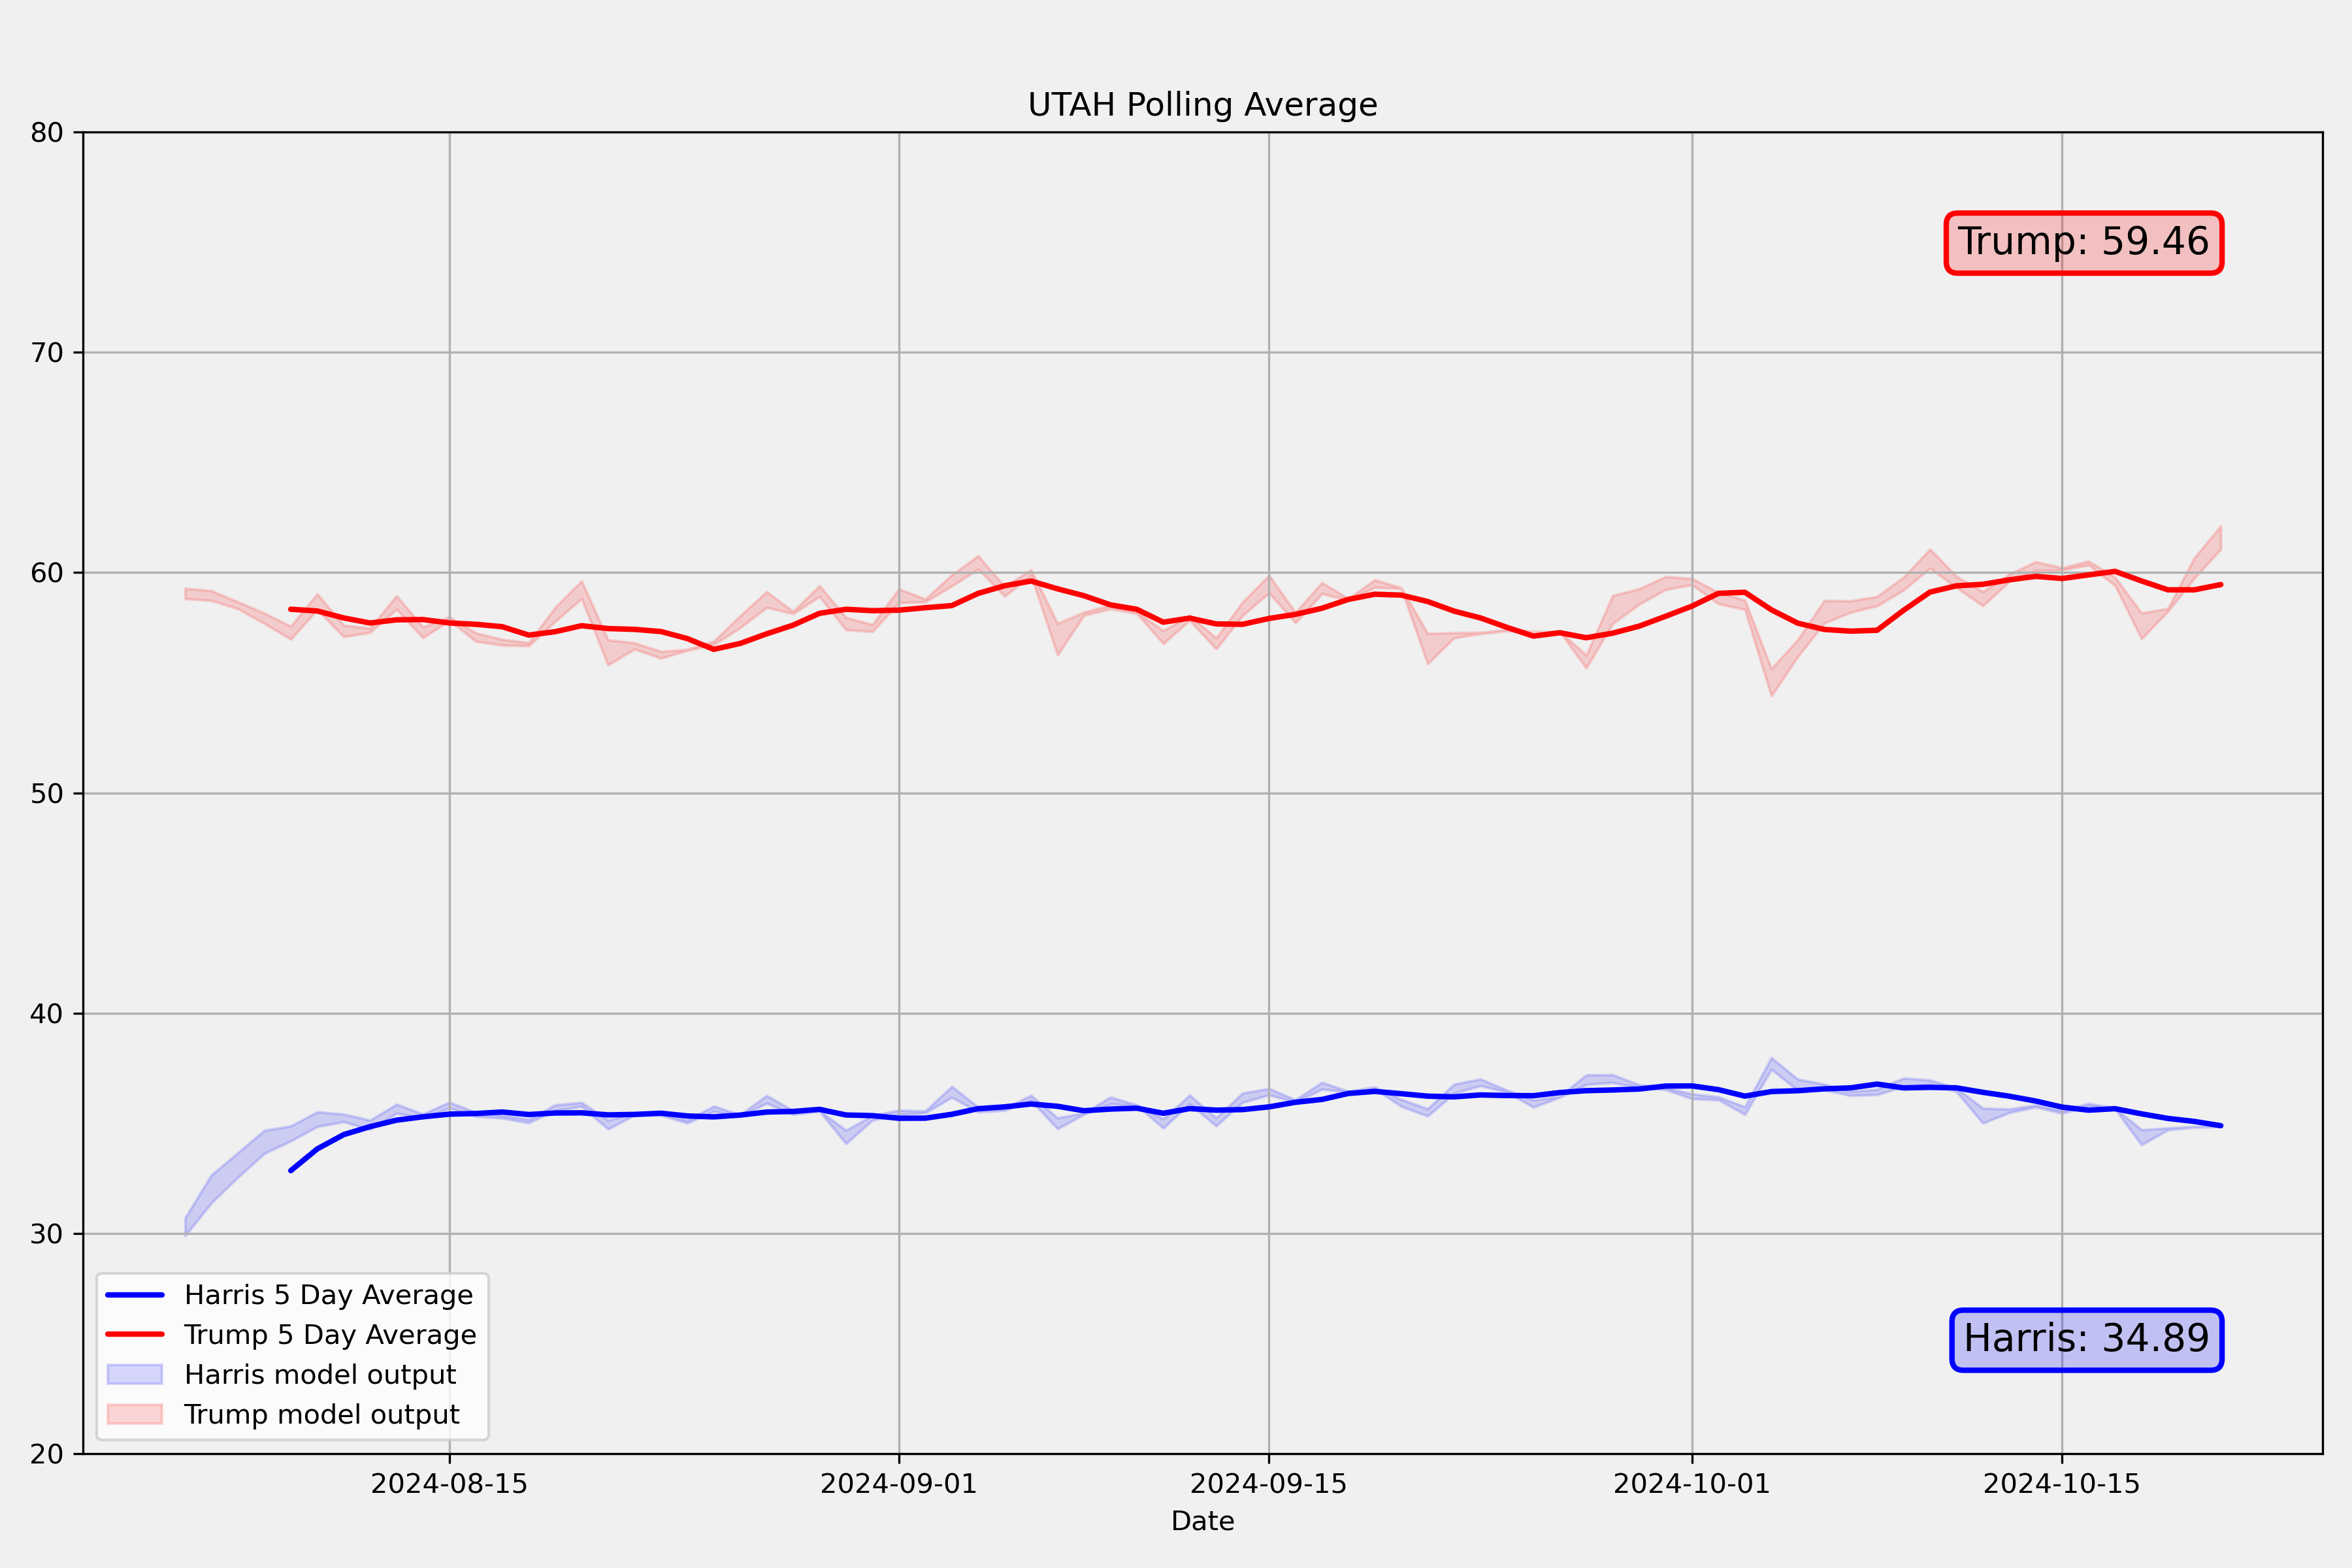 UTAH Polling Average
80
70
60
50
40
30
20
Trump: 59.46
Harris: 34.89
Harris 5 Day Average
Trump 5 Day Average
Harris model output
Trump model output
2024-08-15
2024-09-01
2024-09-15
2024-10-01
2024-10-15
Date